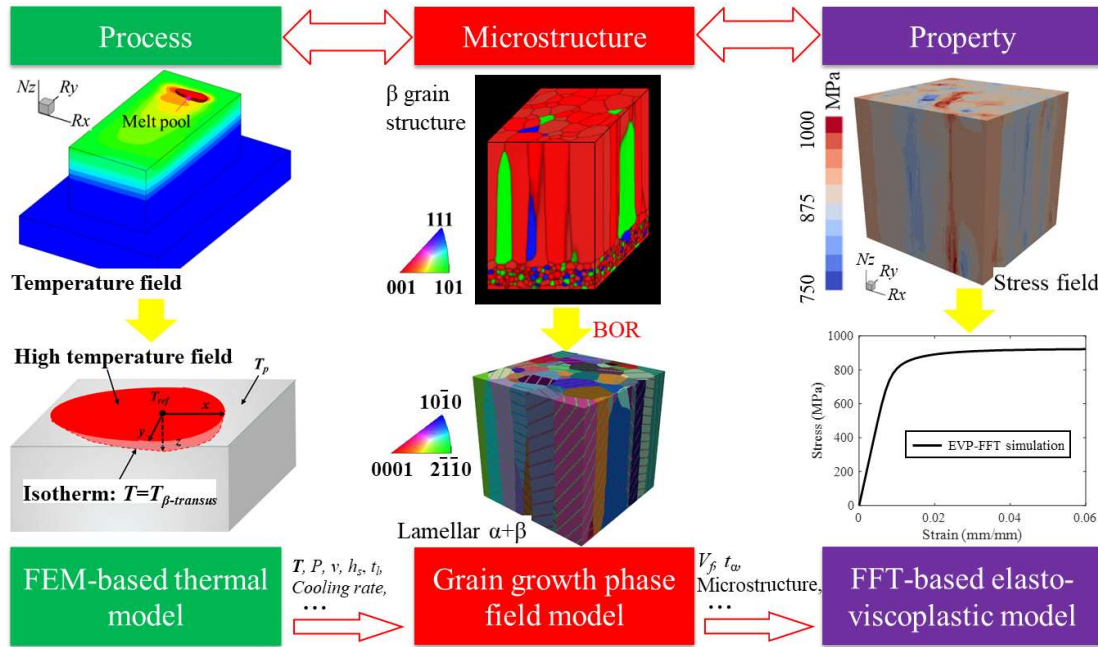 Process
Microstructure
Property
Nz
Ry
Rx
Melt pool
Temperature field
β grain
structure
111
001
101
MPa
1000
875
750
Nz
Ry
Rx
Stress field
BOR
High temperature field
T_p
T_ref
x
y
z
Isotherm: T=T_β-transus
101̄0
0001
2̄1̄1̄0
Lamellar α+β
1000
800
600
400
200
0
Stress (MPa)
EVP-FFT simulation
0
0.02
0.04
0.06
Strain (mm/mm)
FEM-based thermal
model
T, P, v, h_s, t_l,
Cooling rate,
...
Grain growth phase
field model
V_f, t_α,
Microstructure,
...
FFT-based elasto-
viscoplastic model